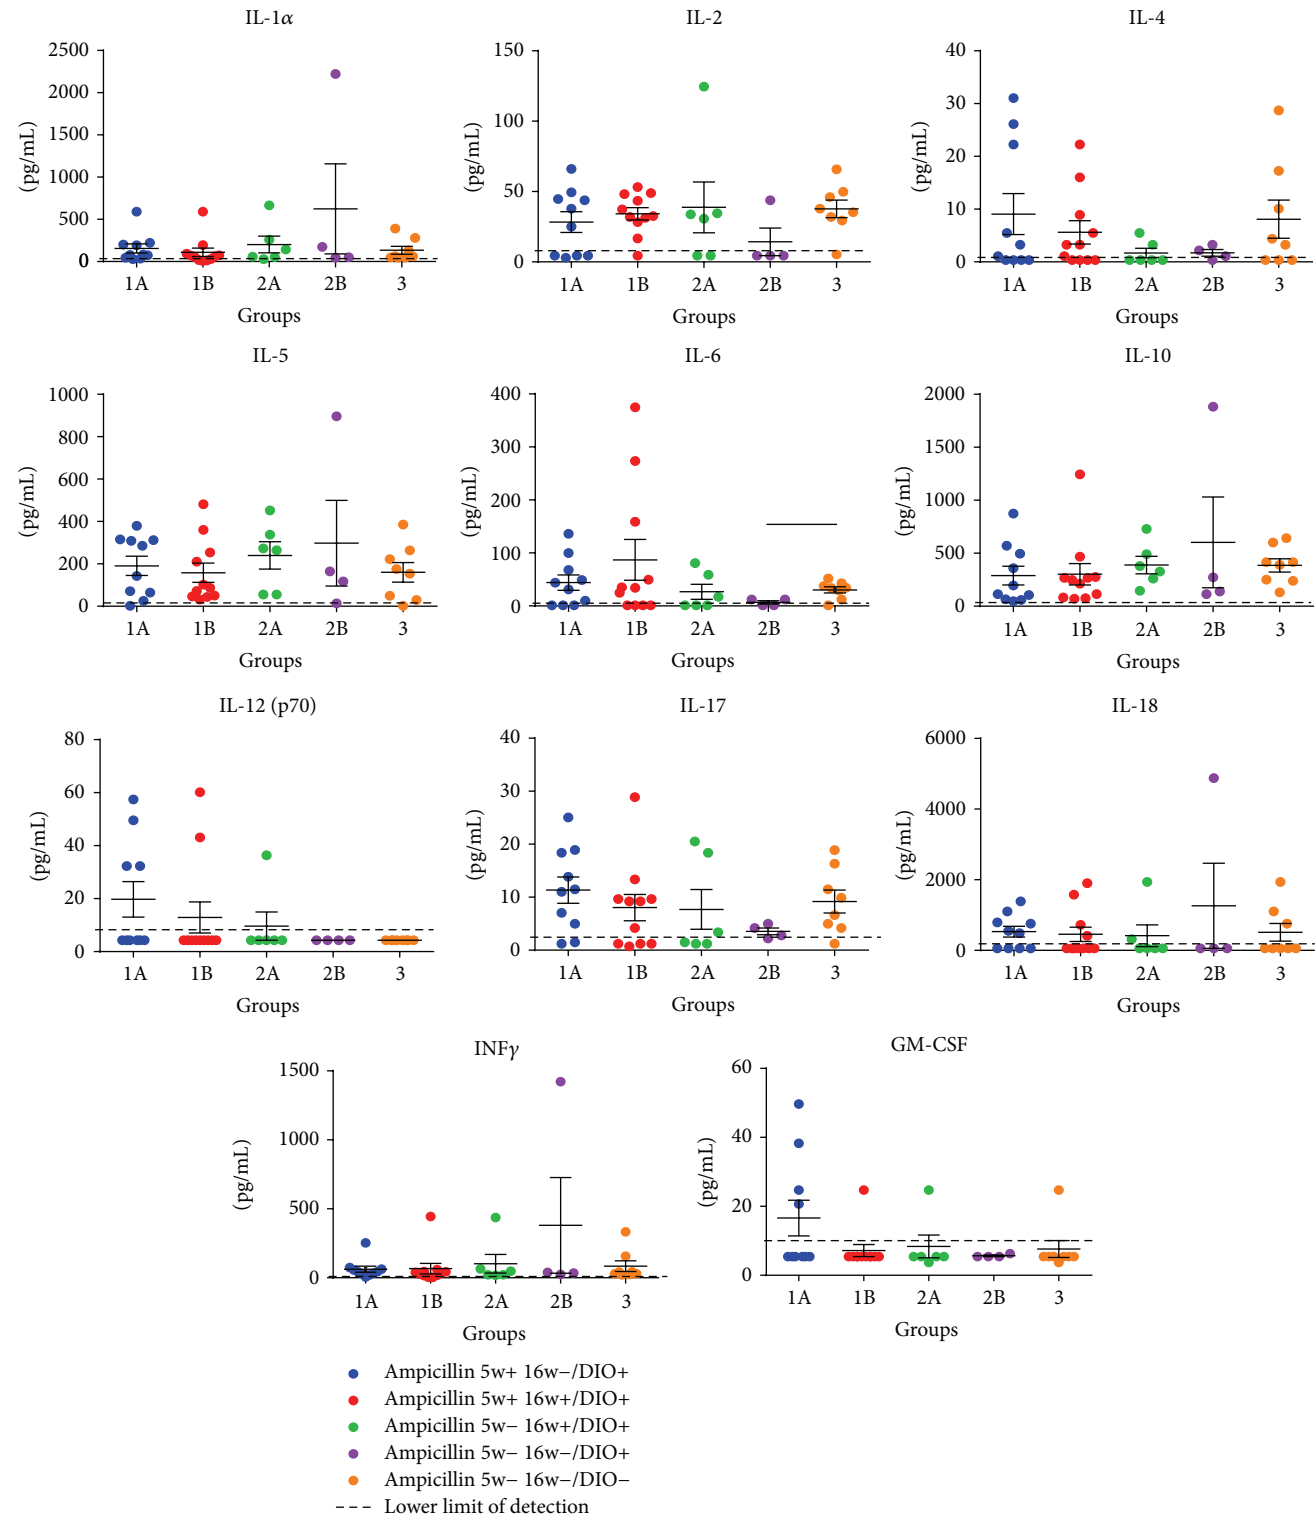 IL-1α
2500
2000
1500
1000
500
0
(pg/mL)
1A 1B 2A 2B 3
Groups
IL-2
150
100
50
0
(pg/mL)
1A 1B 2A 2B 3
Groups
IL-4
40
30
20
10
0
(pg/mL)
1A 1B 2A 2B 3
Groups
IL-5
1000
800
600
400
200
0
(pg/mL)
1A 1B 2A 2B 3
Groups
IL-6
400
300
200
100
0
(pg/mL)
1A 1B 2A 2B 3
Groups
IL-10
2000
1500
1000
500
0
(pg/mL)
1A 1B 2A 2B 3
Groups
IL-12 (p70)
80
60
40
20
0
(pg/mL)
1A 1B 2A 2B 3
Groups
IL-17
40
30
20
10
0
(pg/mL)
1A 1B 2A 2B 3
Groups
IL-18
6000
4000
2000
0
(pg/mL)
1A 1B 2A 2B 3
Groups
INFγ
1500
1000
500
0
(pg/mL)
1A 1B 2A 2B 3
Groups
GM-CSF
60
40
20
0
(pg/mL)
1A 1B 2A 2B 3
Groups
Ampicillin 5w+ 16w−/DIO+
Ampicillin 5w+ 16w+/DIO+
Ampicillin 5w− 16w+/DIO+
Ampicillin 5w− 16w−/DIO+
Ampicillin 5w− 16w−/DIO−
Lower limit of detection